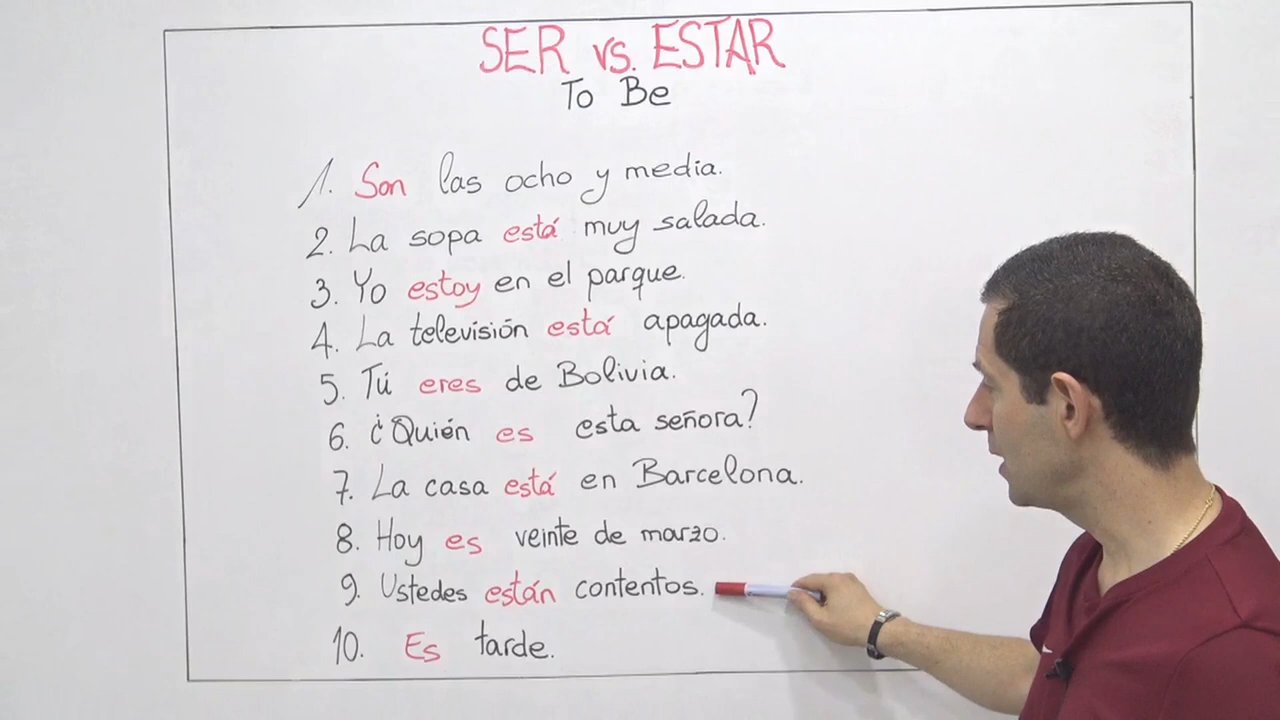 SER vs. ESTAR
To Be
1. Son las ocho y media.
2. La sopa está muy salada.
3. Yo estoy en el parque.
4. La televisión está apagada.
5. Tú eres de Bolivia.
6. ¿Quién es esta señora?
7. La casa está en Barcelona.
8. Hoy es veinte de marzo.
9. Ustedes están contentos.
10. Es tarde.